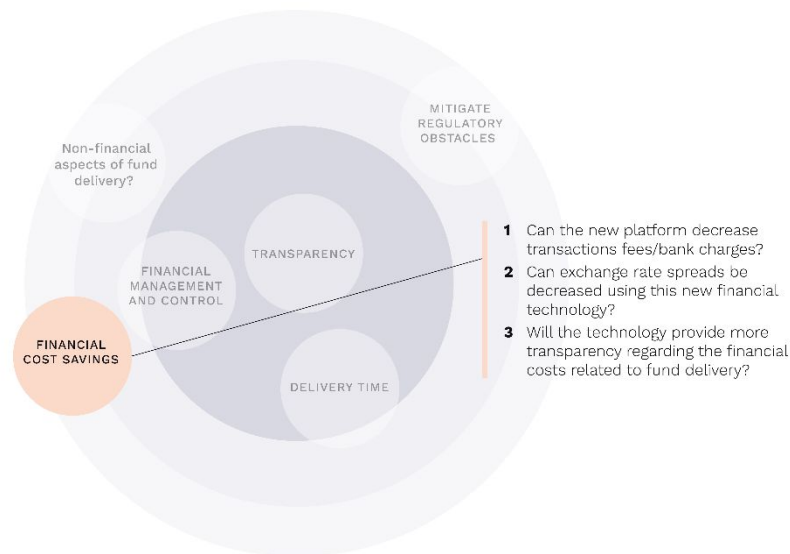 MITIGATE
REGULATORY
OBSTACLES
Non-financial
aspects of fund
delivery?
TRANSPARENCY
FINANCIAL
MANAGEMENT
AND CONTROL
FINANCIAL
COST SAVINGS
DELIVERY TIME
1 Can the new platform decrease
transactions fees/bank charges?
2 Can exchange rate spreads be
decreased using this new financial
technology?
3 Will the technology provide more
transparency regarding the financial
costs related to fund delivery?